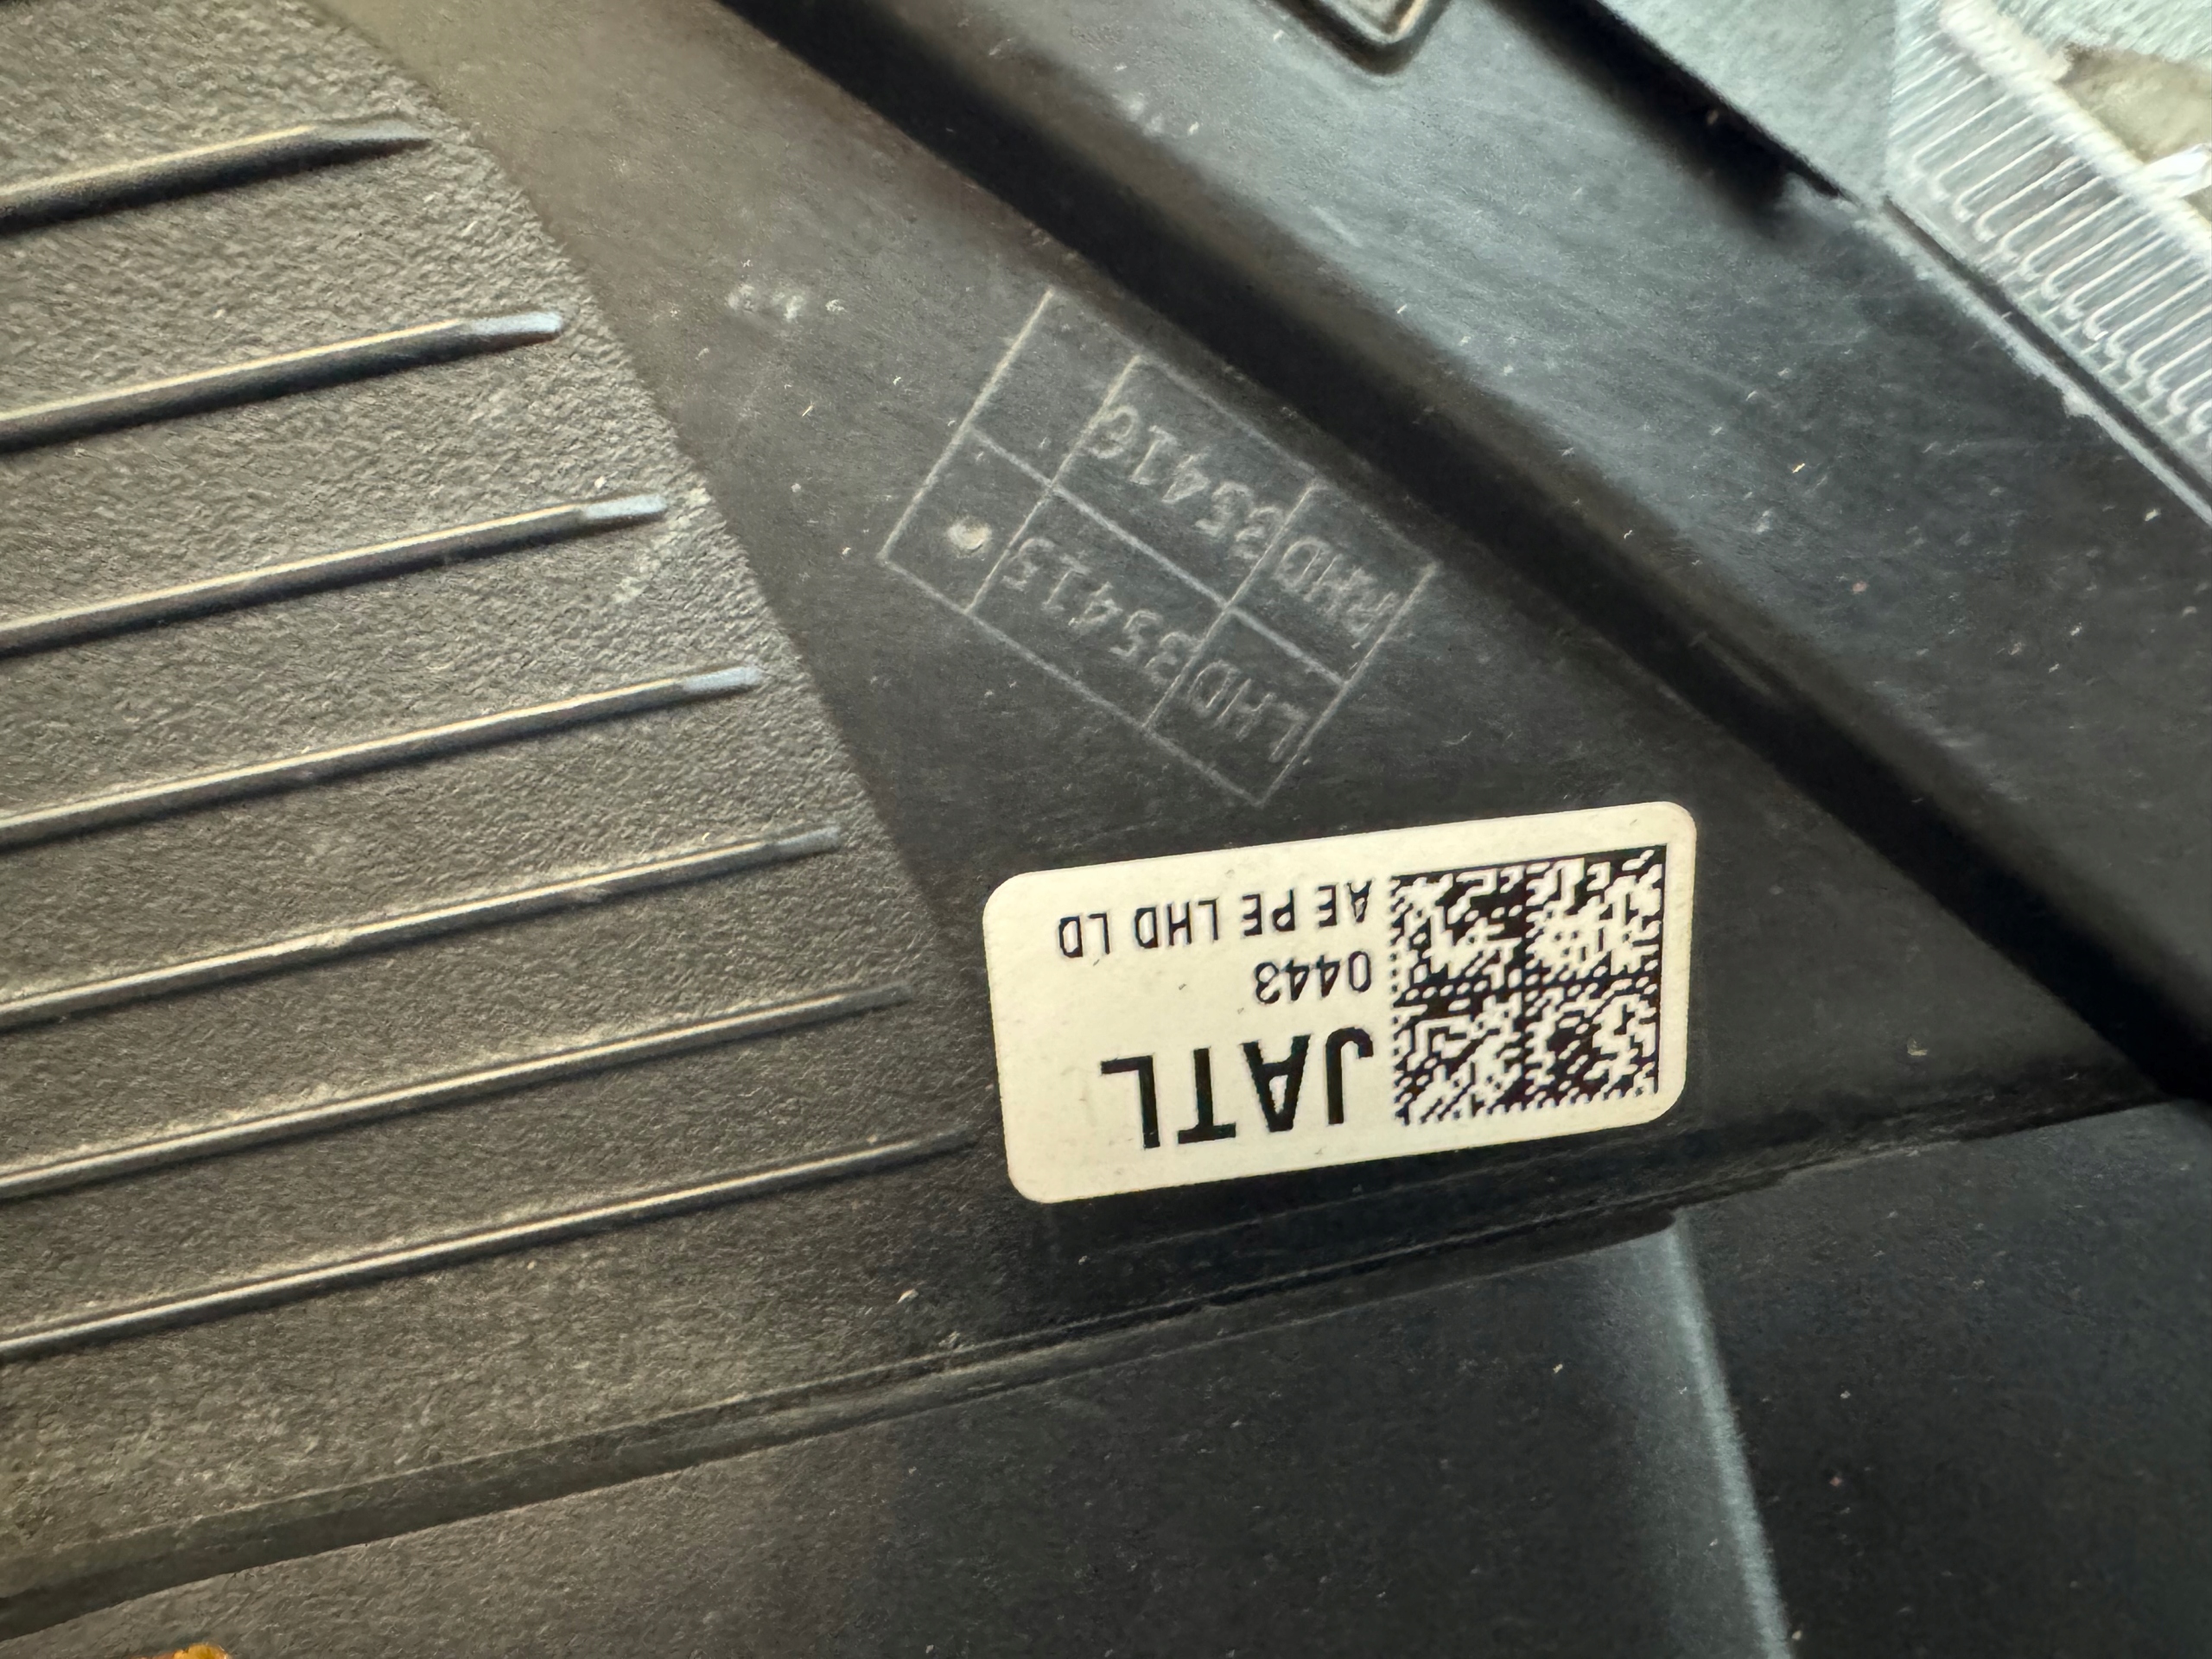 JATL
0443
AE PE LHD LD
LHD 35415
RHD 35416